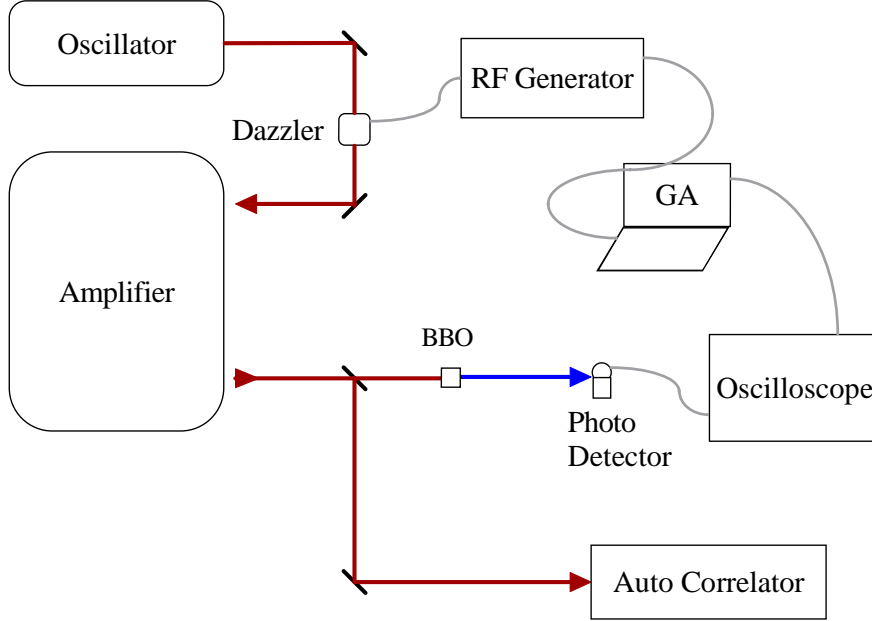 Oscillator
RF Generator
Dazzler
GA
Amplifier
BBO
Oscilloscope
Photo
Detector
Auto Correlator